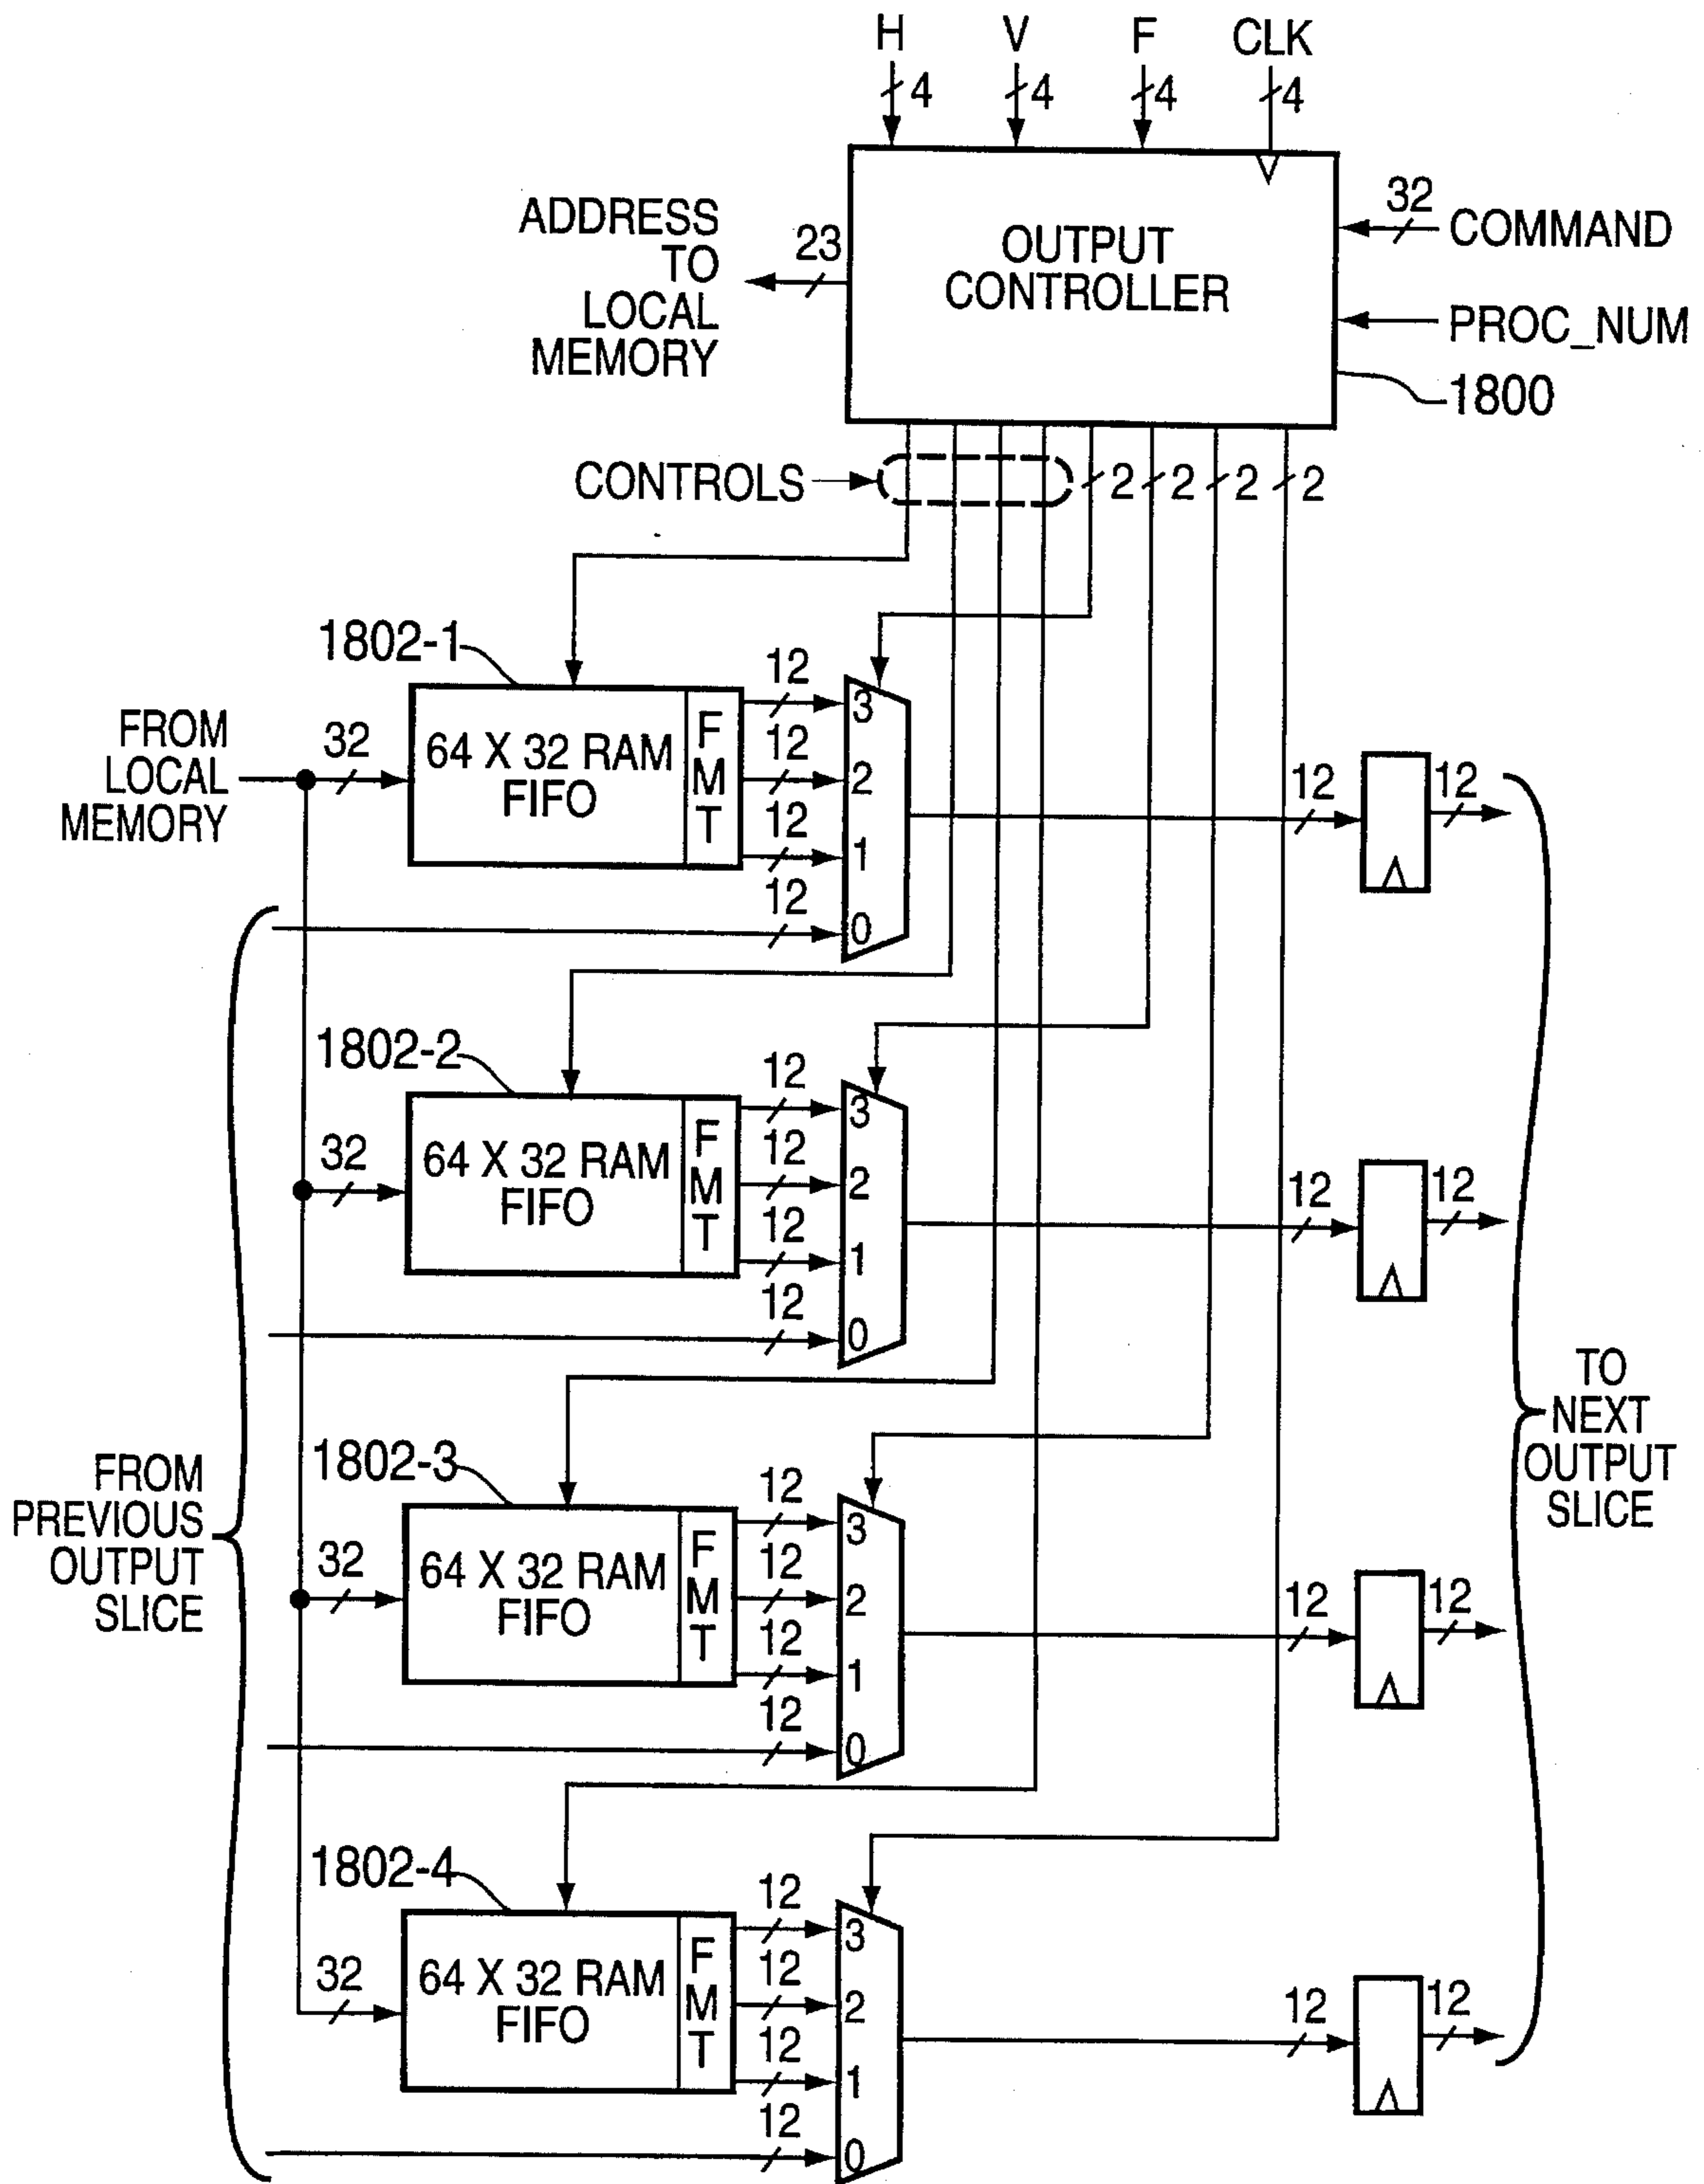 H V F CLK
4 4 4 4
ADDRESS
TO
LOCAL
MEMORY
23
OUTPUT
CONTROLLER
32
COMMAND
PROC_NUM
1800
CONTROLS
2 2 2 2
1802-1
FROM
LOCAL
MEMORY
32
64 X 32 RAM
FIFO
F
M
T
12
12
12
12
3
2
1
0
12
12
1802-2
32
64 X 32 RAM
FIFO
F
M
T
12
12
12
12
3
2
1
0
12
12
FROM
PREVIOUS
OUTPUT
SLICE
TO
NEXT
OUTPUT
SLICE
1802-3
32
64 X 32 RAM
FIFO
F
M
T
12
12
12
12
3
2
1
0
12
12
1802-4
32
64 X 32 RAM
FIFO
F
M
T
12
12
12
12
3
2
1
0
12
12